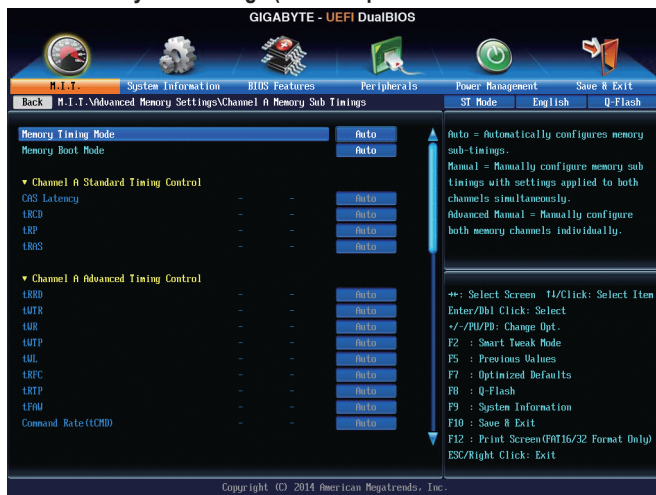 GIGABYTE - UEFI DualBIOS
M.I.T. System Information BIOS Features Peripherals Power Management Save & Exit
Back M.I.T.\Advanced Memory Settings\Channel A Memory Sub Timings ST Mode English Q-Flash
Memory Timing Mode Auto
Memory Boot Mode Auto
▼ Channel A Standard Timing Control
CAS Latency - - Auto
tRCD - - Auto
tRP - - Auto
tRAS - - Auto
▼ Channel A Advanced Timing Control
tRRD - - Auto
tWTR - - Auto
tWR - - Auto
tWTP - - Auto
tWL - - Auto
tRFC - - Auto
tRTP - - Auto
tFAW - - Auto
Command Rate(tCMD) - - Auto
Auto = Automatically configures memory
sub-timings.
Manual = Manually configure memory sub
timings with settings applied to both
channels simultaneously.
Advanced Manual = Manually configure
both memory channels individually.
→←: Select Screen ↑↓/Click: Select Item
Enter/Dbl Click: Select
+/-/PU/PD: Change Opt.
F2 : Smart Tweak Mode
F5 : Previous Values
F7 : Optimized Defaults
F8 : Q-Flash
F9 : System Information
F10 : Save & Exit
F12 : Print Screen(FAT16/32 Format Only)
ESC/Right Click: Exit
Copyright (C) 2014 American Megatrends, Inc.